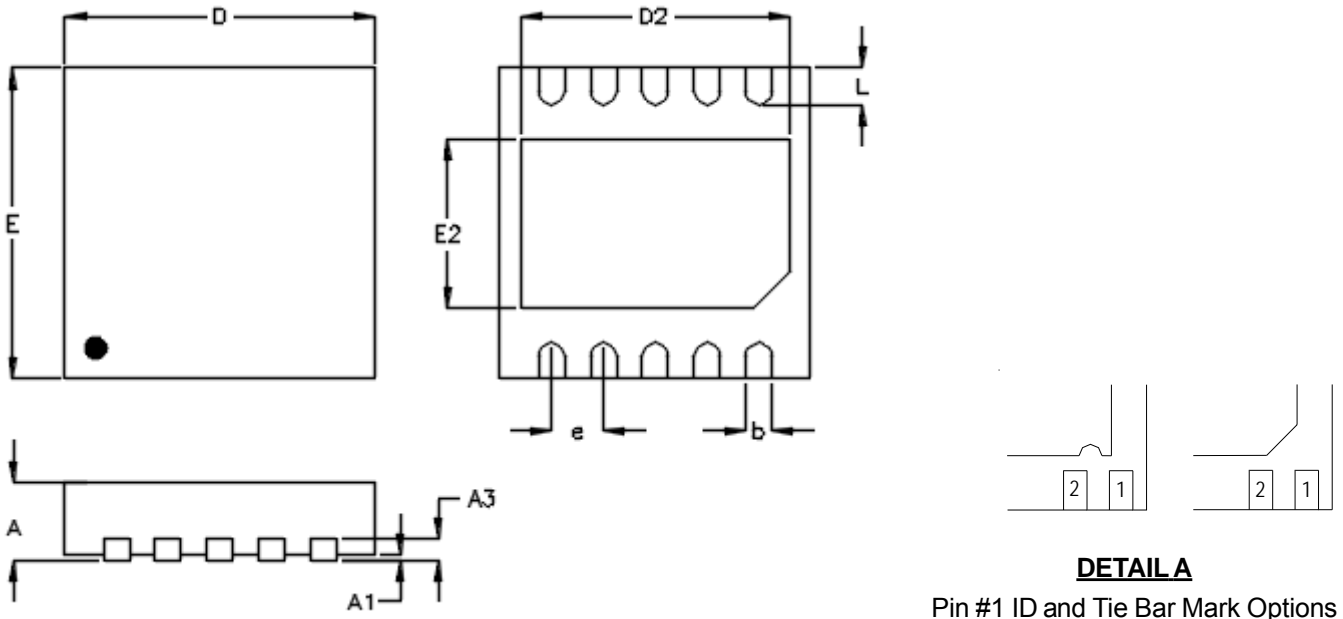 D
D2
L
E
E2
e
b
A
A3
A1
2
1
2
1
DETAIL A
Pin #1 ID and Tie Bar Mark Options